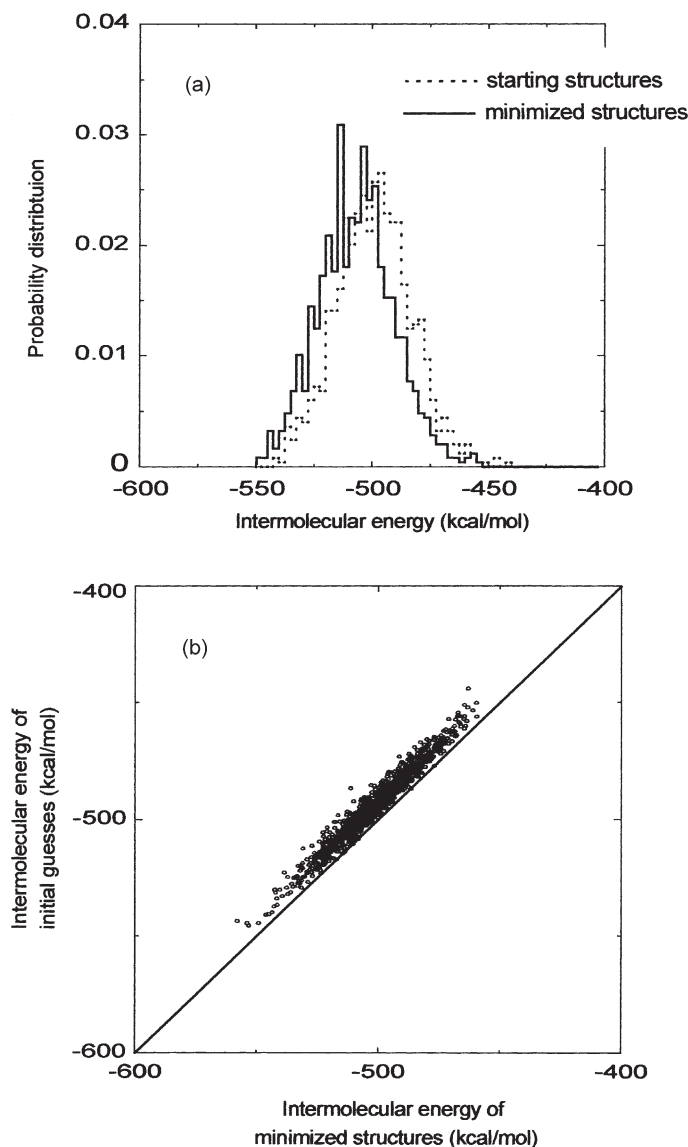 0.04
(a)
starting structures
minimized structures
0.03
Probability distribtuion
0.02
0.01
0
-600
-550
-500
-450
-400
Intermolecular energy (kcal/mol)
-400
(b)
Intermolecular energy of
initial guesses (kcal/mol)
-500
-600
-600
-500
-400
Intermolecular energy of
minimized structures (kcal/mol)